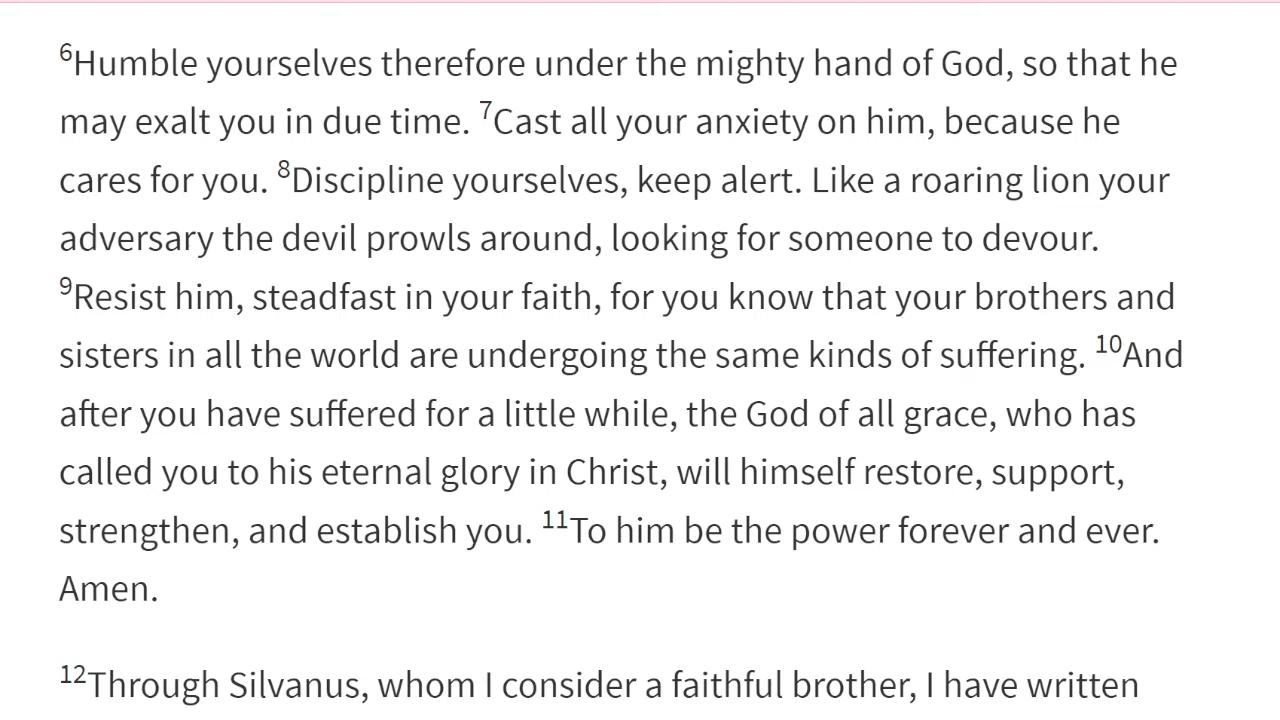 6Humble yourselves therefore under the mighty hand of God, so that he
may exalt you in due time. 7Cast all your anxiety on him, because he
cares for you. 8Discipline yourselves, keep alert. Like a roaring lion your
adversary the devil prowls around, looking for someone to devour.
9Resist him, steadfast in your faith, for you know that your brothers and
sisters in all the world are undergoing the same kinds of suffering. 10And
after you have suffered for a little while, the God of all grace, who has
called you to his eternal glory in Christ, will himself restore, support,
strengthen, and establish you. 11To him be the power forever and ever.
Amen.
12Through Silvanus, whom I consider a faithful brother, I have written